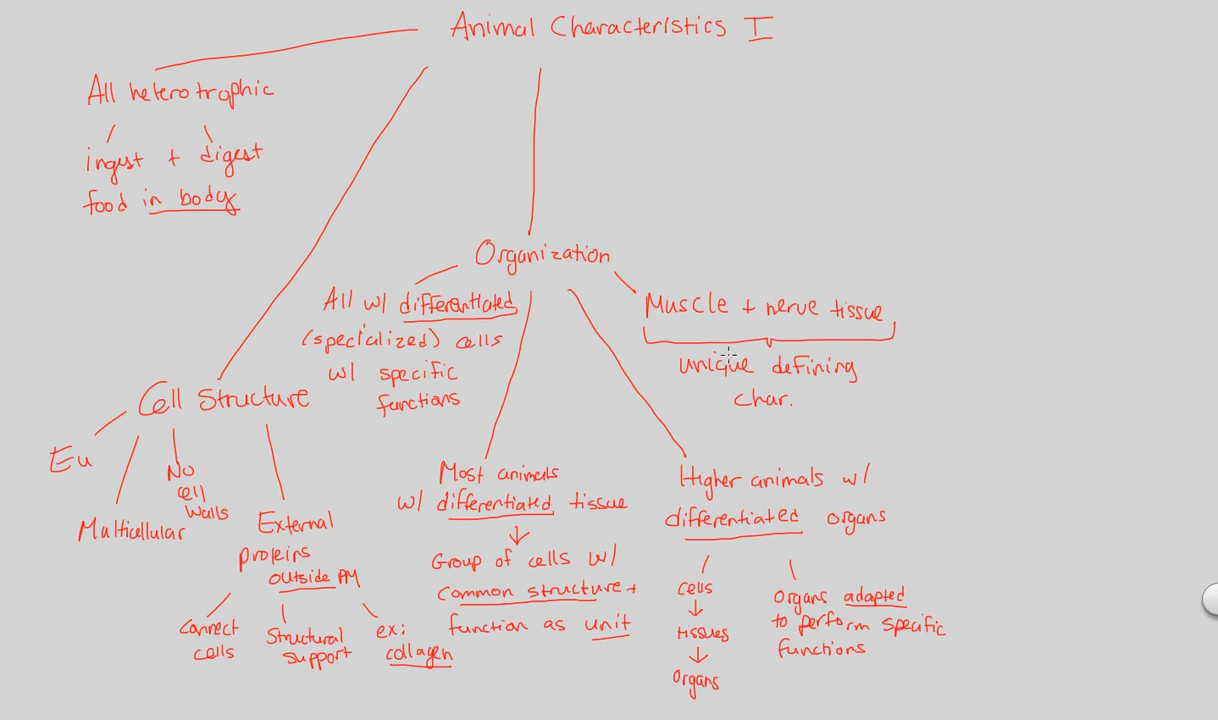 Animal Characteristics I
All heterotrophic
ingest + digest
food in body
Organization
All w/ differentiated
(specialized) cells
w/ specific
functions
Muscle + nerve tissue
unique defining
char.
Cell Structure
Eu
Multicellular
No
cell
walls
External
proteins
outside PM
Connect
cells
Structural
support
ex:
collagen
Most animals
w/ differentiated tissue
Group of cells w/
common structure +
function as unit
Higher animals w/
differentiated organs
cells
tissues
organs
Organs adapted
to perform specific
functions